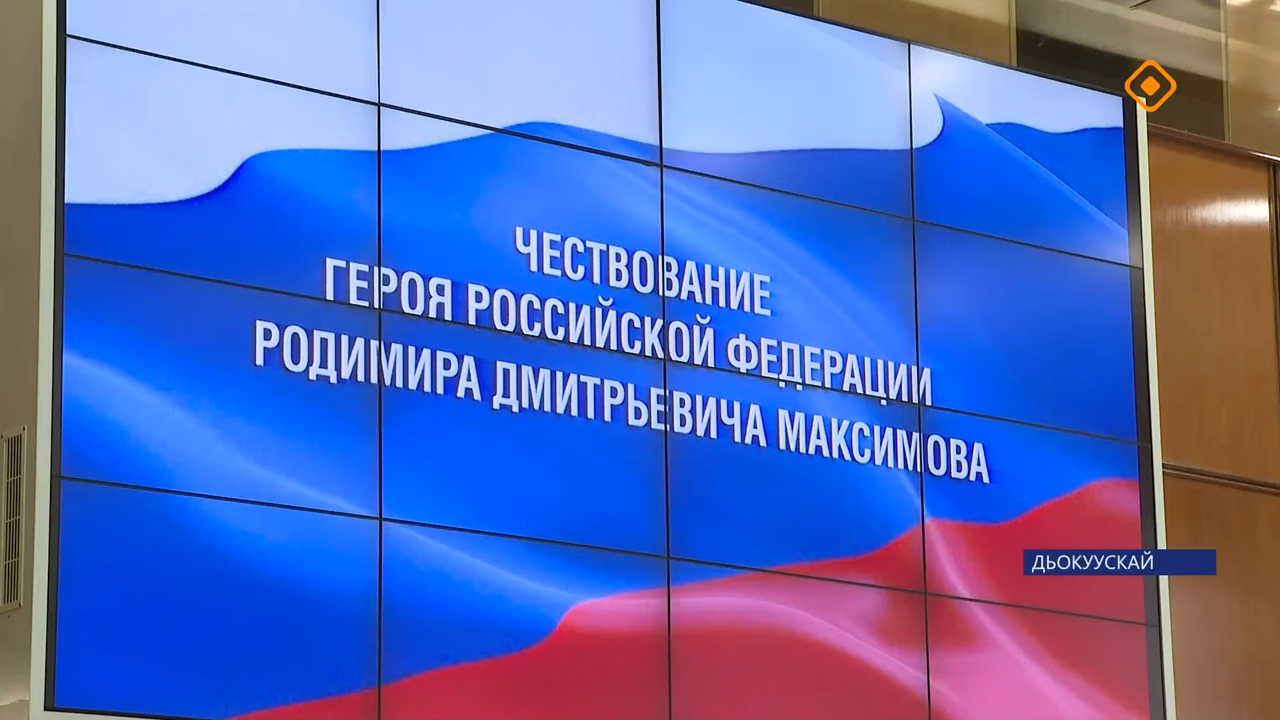 ЧЕСТВОВАНИЕ
ГЕРОЯ РОССИЙСКОЙ ФЕДЕРАЦИИ
РОДИМИРА ДМИТРЬЕВИЧА МАКСИМОВА
ДЬОКУУСКАЙ